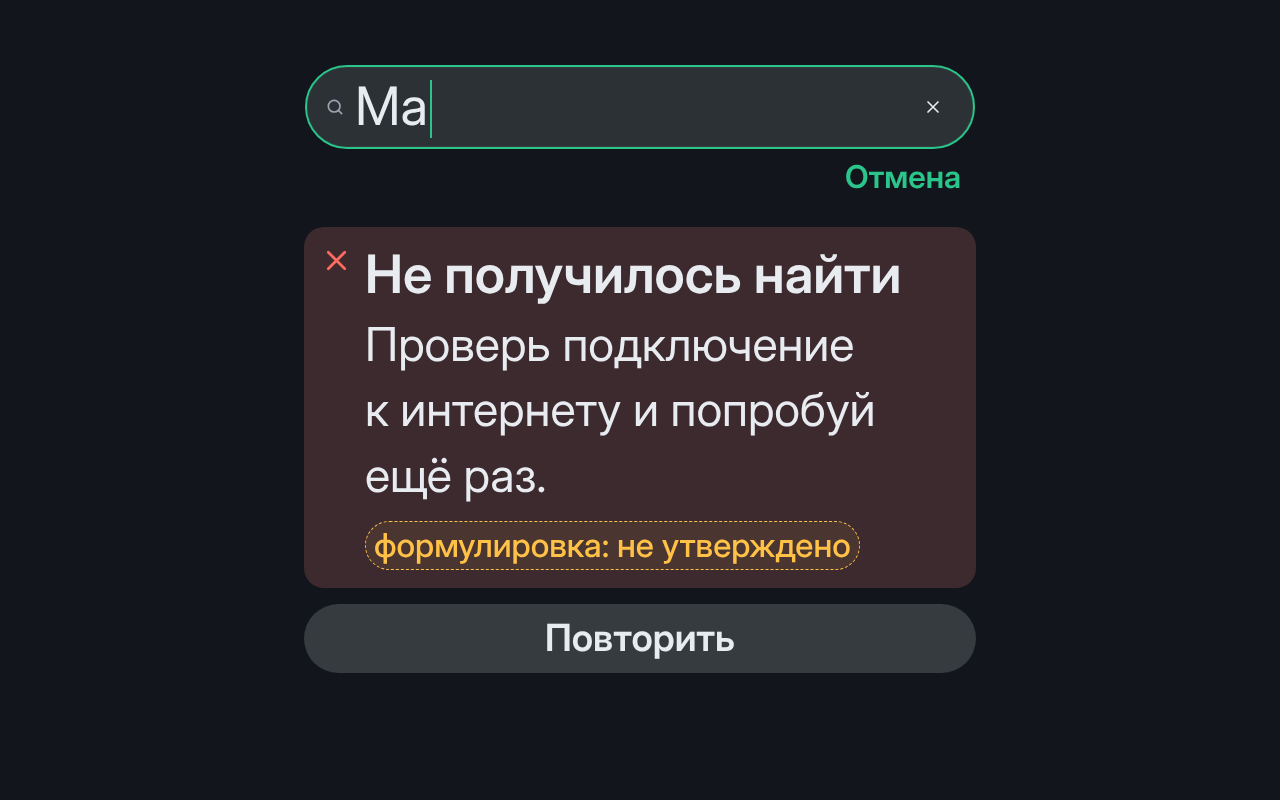 Ма
Отмена
Не получилось найти
Проверь подключение
к интернету и попробуй
ещё раз.
формулировка: не утверждено
Повторить